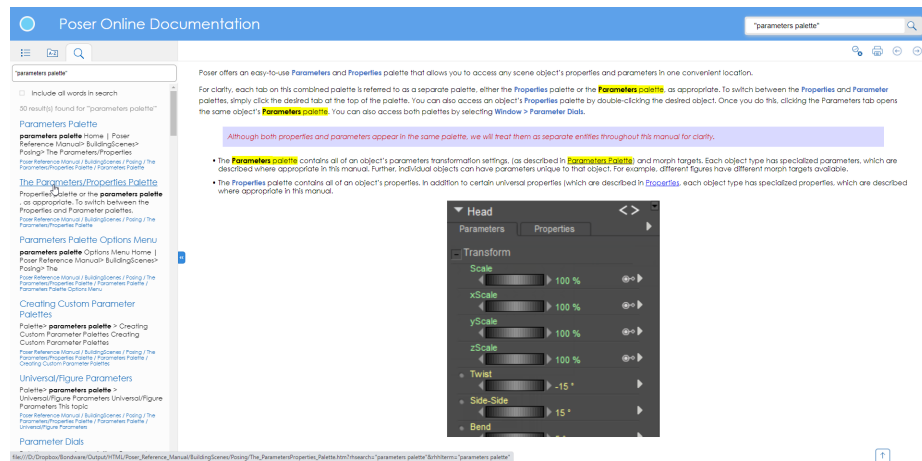 Poser Online Documentation
"parameters palette"
A-Z
"parameters palette"
Include all words in search
30 result(s) found for "parameters palette"
Parameters Palette
parameters palette Home | Poser
Reference Manual> BuildingScenes>
Posing> The Parameters/Properties
Poser Reference Manual / BuildingScenes / Posing / The
Parameters/Properties Palette / Parameters Palette
The Parameters/Properties Palette
Properties palette or the parameters palette
, as appropriate. To switch between the
Properties and Parameter palettes,
Poser Reference Manual / BuildingScenes / Posing / The
Parameters/Properties Palette
Parameters Palette Options Menu
parameters palette Options Menu Home |
Poser Reference Manual> BuildingScenes>
Posing> The
Poser Reference Manual / BuildingScenes / Posing / The
Parameters/Properties Palette / Parameters Palette /
Parameters Palette Options Menu
Creating Custom Parameter
Palettes
Palette> parameters palette > Creating
Custom Parameter Palettes Creating
Custom Parameter Palettes
Poser Reference Manual / BuildingScenes / Posing / The
Parameters/Properties Palette / Parameters Palette /
Creating Custom Parameter Palettes
Universal/Figure Parameters
Palette> parameters palette >
Universal/Figure Parameters Universal/Figure
Parameters This topic
Poser Reference Manual / BuildingScenes / Posing / The
Parameters/Properties Palette / Parameters Palette /
Universal/Figure Parameters
Parameter Dials
Poser offers an easy-to-use Parameters and Properties palette that allows you to access any scene object's properties and parameters in one convenient location.
For clarity, each tab on this combined palette is referred to as a separate palette, either the Properties palette or the Parameters palette, as appropriate. To switch between the Properties and Parameter
palettes, simply click the desired tab at the top of the palette. You can also access an object's Properties palette by double-clicking the desired object. Once you do this, clicking the Parameters tab opens
the same object's Parameters palette. You can also access both palettes by selecting Window > Parameter Dials.
Although both properties and parameters appear in the same palette, we will treat them as separate entities throughout this manual for clarity.
• The Parameters palette contains all of an object's parameters transformation settings, (as described in Parameters Palette) and morph targets. Each object type has specialized parameters, which are
described where appropriate in this manual. Further, individual objects can have parameters unique to that object. For example, different figures have different morph targets available.
• The Properties palette contains all of an object's properties. In addition to certain universal properties (which are described in Properties, each object type has specialized properties, which are described
where appropriate in this manual.
Head
Parameters Properties
Transform
Scale
100 %
xScale
100 %
yScale
100 %
zScale
100 %
Twist
-15 °
Side-Side
15 °
Bend
file:///D:/Dropbox/Bondware/Output/HTML/Poser_Reference_Manual/BuildingScenes/Posing/The_ParametersProperties_Palette.htm?rhsearch="parameters palette"&rhhlterm="parameters palette"